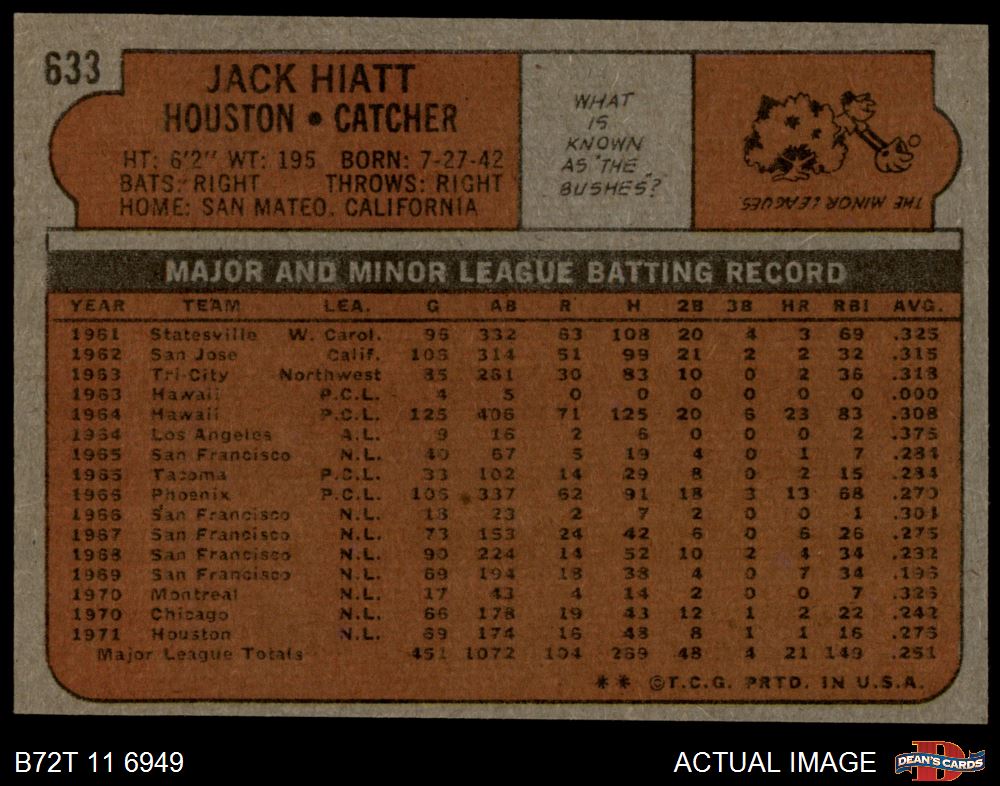 633
JACK HIATT
HOUSTON • CATCHER
HT: 6'2" WT: 195 BORN: 7-27-42
BATS: RIGHT THROWS: RIGHT
HOME: SAN MATEO, CALIFORNIA
WHAT
IS
KNOWN
AS "THE
BUSHES"?
THE MINOR LEAGUES.
MAJOR AND MINOR LEAGUE BATTING RECORD
YEAR TEAM LEA. G AB R H 2B 3B HR RBI AVG.
1961 Statesville W. Carol. 96 332 63 108 20 4 3 69 .325
1962 San Jose Calif. 105 314 51 99 21 2 2 32 .315
1963 Tri-City Northwest 85 261 30 83 10 0 2 36 .318
1963 Hawaii P.C.L. 4 5 0 0 0 0 0 0 .000
1964 Hawaii P.C.L. 125 406 71 125 20 6 23 83 .308
1964 Los Angeles A.L. 9 16 2 6 0 0 0 2 .375
1965 San Francisco N.L. 40 67 5 19 4 0 1 7 .284
1965 Tacoma P.C.L. 33 102 14 29 8 0 2 15 .284
1966 Phoenix P.C.L. 106 337 62 91 18 3 13 68 .270
1966 San Francisco N.L. 18 23 2 7 2 0 0 1 .304
1967 San Francisco N.L. 73 153 24 42 6 0 6 26 .275
1968 San Francisco N.L. 90 224 14 52 10 2 4 34 .232
1969 San Francisco N.L. 69 194 18 38 4 0 7 34 .196
1970 Montreal N.L. 17 43 4 14 2 0 0 7 .326
1970 Chicago N.L. 66 178 19 43 12 1 2 22 .242
1971 Houston N.L. 69 174 16 48 8 1 1 16 .276
Major League Totals 451 1072 104 269 48 4 21 149 .251
** ©T.C.G. PRTD. IN U.S.A.
B72T 11 6949
ACTUAL IMAGE
DEAN'S CARDS